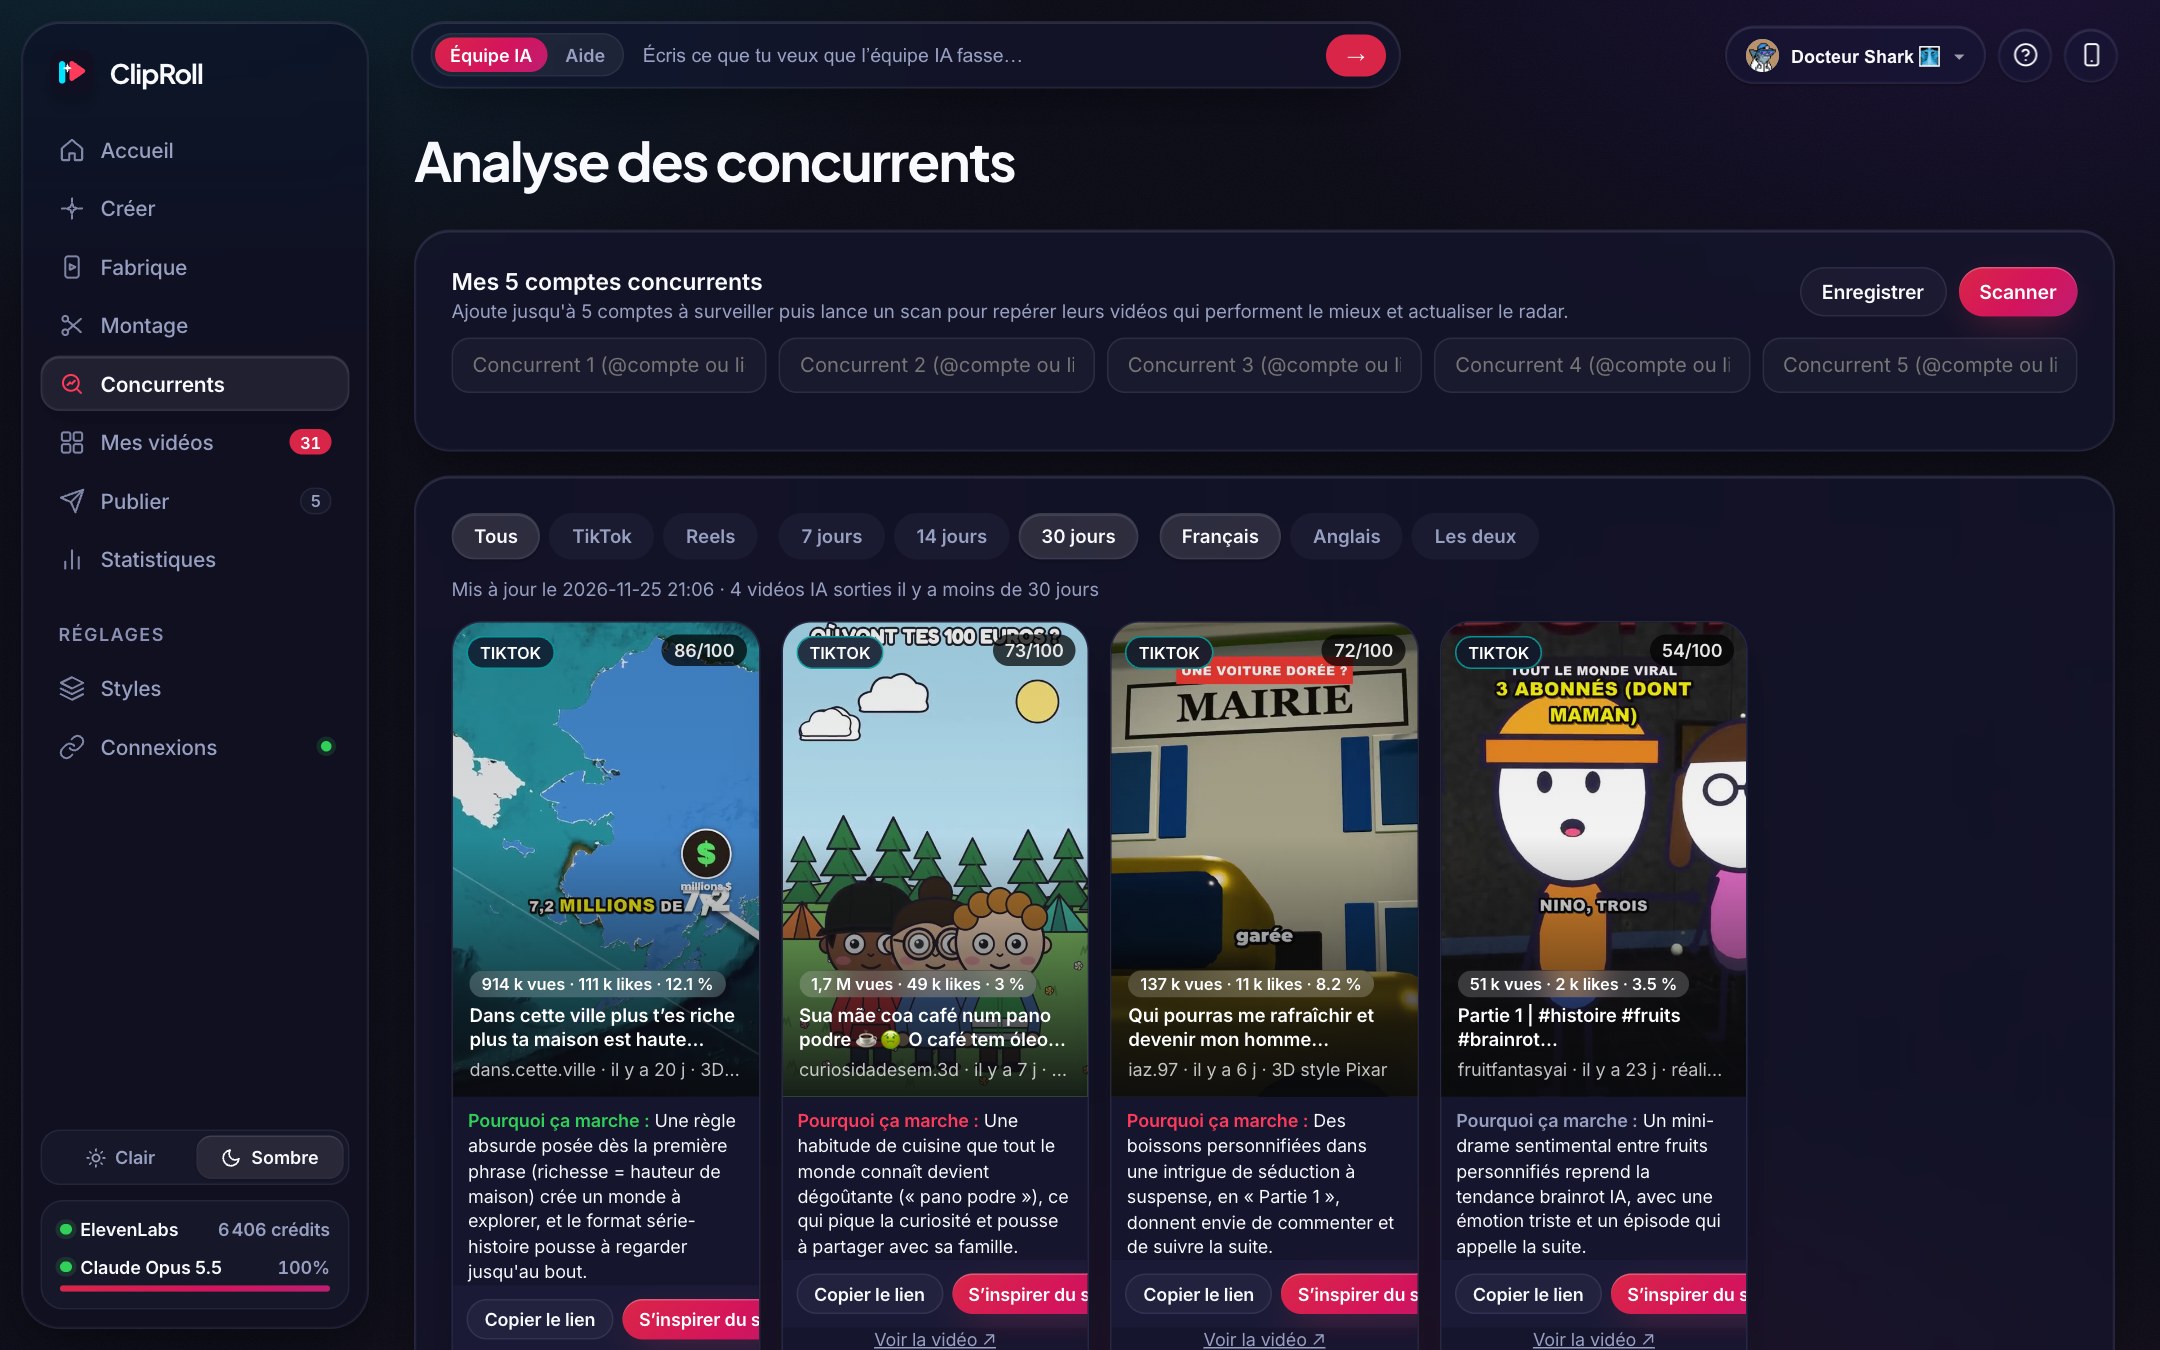 ClipRoll
Accueil
Créer
Fabrique
Montage
Concurrents
Mes vidéos 31
Publier 5
Statistiques
RÉGLAGES
Styles
Connexions
Clair Sombre
ElevenLabs 6 406 crédits
Claude Opus 5.5 100%
Équipe IA Aide Écris ce que tu veux que l’équipe IA fasse… →
Docteur Shark
Analyse des concurrents
Mes 5 comptes concurrents
Ajoute jusqu'à 5 comptes à surveiller puis lance un scan pour repérer leurs vidéos qui performent le mieux et actualiser le radar.
Enregistrer Scanner
Concurrent 1 (@compte ou li
Concurrent 2 (@compte ou li
Concurrent 3 (@compte ou li
Concurrent 4 (@compte ou li
Concurrent 5 (@compte ou li
Tous TikTok Reels 7 jours 14 jours 30 jours Français Anglais Les deux
Mis à jour le 2026-11-25 21:06 · 4 vidéos IA sorties il y a moins de 30 jours
TIKTOK 86/100
millions $
7,2
7,2 MILLIONS DE
914 k vues · 111 k likes · 12.1 %
Dans cette ville plus t’es riche
plus ta maison est haute…
dans.cette.ville · il y a 20 j · 3D…
Pourquoi ça marche : Une règle
absurde posée dès la première
phrase (richesse = hauteur de
maison) crée un monde à
explorer, et le format série-
histoire pousse à regarder
jusqu'au bout.
Copier le lien S’inspirer du s
OÙ VONT TES 100 EUROS ?
TIKTOK 73/100
1,7 M vues · 49 k likes · 3 %
Sua mãe coa café num pano
podre ☕🤢 O café tem óleo…
curiosidadesem.3d · il y a 7 j · …
Pourquoi ça marche : Une
habitude de cuisine que tout le
monde connaît devient
dégoûtante (« pano podre »), ce
qui pique la curiosité et pousse
à partager avec sa famille.
Copier le lien S’inspirer du s
Voir la vidéo ↗
TIKTOK 72/100
UNE VOITURE DORÉE ?
MAIRIE
garée
137 k vues · 11 k likes · 8.2 %
Qui pourras me rafraîchir et
devenir mon homme…
iaz.97 · il y a 6 j · 3D style Pixar
Pourquoi ça marche : Des
boissons personnifiées dans
une intrigue de séduction à
suspense, en « Partie 1 »,
donnent envie de commenter et
de suivre la suite.
Copier le lien S’inspirer du s
Voir la vidéo ↗
TIKTOK 54/100
TOUT LE MONDE VIRAL
3 ABONNÉS (DONT
MAMAN)
NINO, TROIS
51 k vues · 2 k likes · 3.5 %
Partie 1 | #histoire #fruits
#brainrot…
fruitfantasyai · il y a 23 j · réali…
Pourquoi ça marche : Un mini-
drame sentimental entre fruits
personnifiés reprend la
tendance brainrot IA, avec une
émotion triste et un épisode qui
appelle la suite.
Copier le lien S’inspirer du s
Voir la vidéo ↗